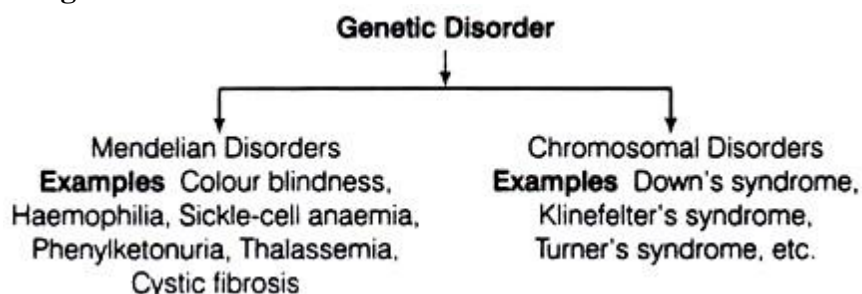 Genetic Disorder
Mendelian Disorders
Examples Colour blindness,
Haemophilia, Sickle-cell anaemia,
Phenylketonuria, Thalassemia,
Cystic fibrosis
Chromosomal Disorders
Examples Down's syndrome,
Klinefelter's syndrome,
Turner's syndrome, etc.